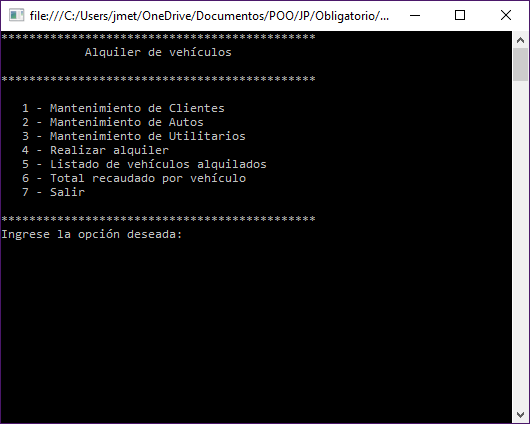 file:///C:/Users/jmet/OneDrive/Documentos/POO/JP/Obligatorio/...
*********************************************
Alquiler de vehículos
*********************************************
1 - Mantenimiento de Clientes
2 - Mantenimiento de Autos
3 - Mantenimiento de Utilitarios
4 - Realizar alquiler
5 - Listado de vehículos alquilados
6 - Total recaudado por vehículo
7 - Salir
*********************************************
Ingrese la opción deseada: